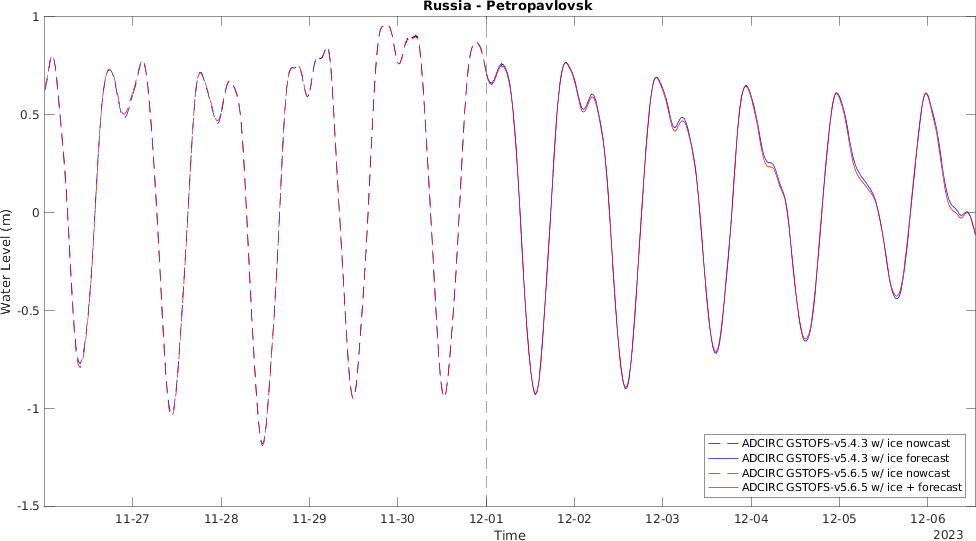 Russia - Petropavlovsk
1
0.5
0
-0.5
-1
-1.5
Water Level (m)
ADCIRC GSTOFS-v5.4.3 w/ ice nowcast
ADCIRC GSTOFS-v5.4.3 w/ ice forecast
ADCIRC GSTOFS-v5.6.5 w/ ice nowcast
ADCIRC GSTOFS-v5.6.5 w/ ice + forecast
11-27 11-28 11-29 11-30 12-01 12-02 12-03 12-04 12-05 12-06
Time
2023